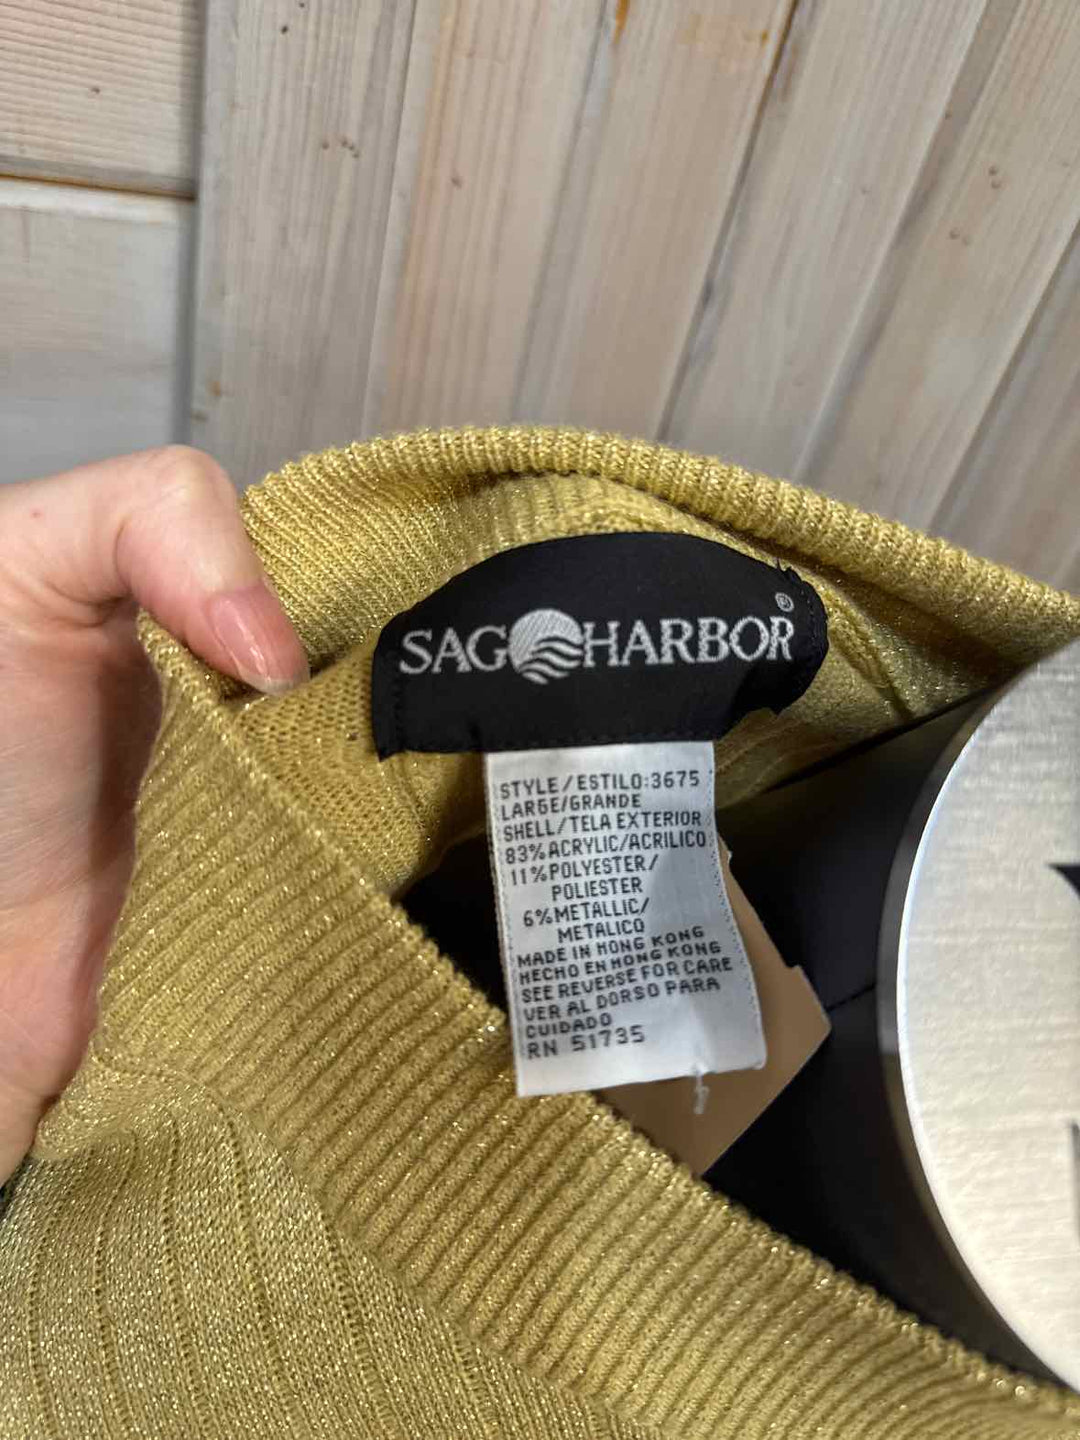 SAG HARBOR®
STYLE/ESTILO:3675
LARGE/GRANDE
SHELL/TELA EXTERIOR
83%ACRYLIC/ACRILICO
11%POLYESTER/
POLIESTER
6%METALLIC/
METALICO
MADE IN HONG KONG
HECHO EN HONG KONG
SEE REVERSE FOR CARE
VER AL DORSO PARA
CUIDADO
RN 51735